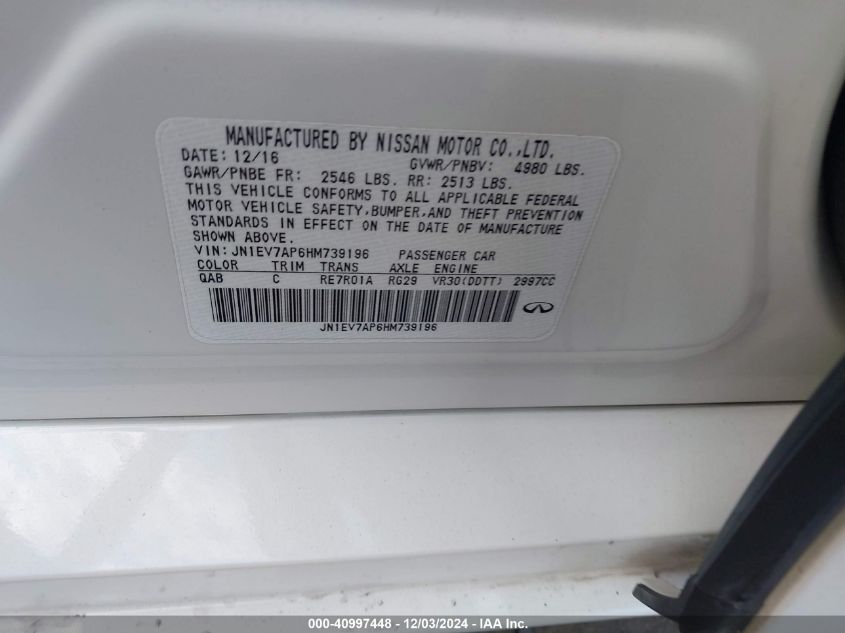 MANUFACTURED BY NISSAN MOTOR CO.,LTD.
DATE: 12/16 GVWR/PNBV: 4980 LBS.
GAWR/PNBE FR: 2546 LBS. RR: 2513 LBS.
THIS VEHICLE CONFORMS TO ALL APPLICABLE FEDERAL
MOTOR VEHICLE SAFETY,BUMPER,AND THEFT PREVENTION
STANDARDS IN EFFECT ON THE DATE OF MANUFACTURE
SHOWN ABOVE.
VIN: JN1EV7AP6HM739196 PASSENGER CAR
COLOR TRIM TRANS AXLE ENGINE
QAB C RE7R01A RG29 VR30(DDTT) 2997CC
JN1EV7AP6HM739196
000-40997448 - 12/03/2024 - IAA Inc.